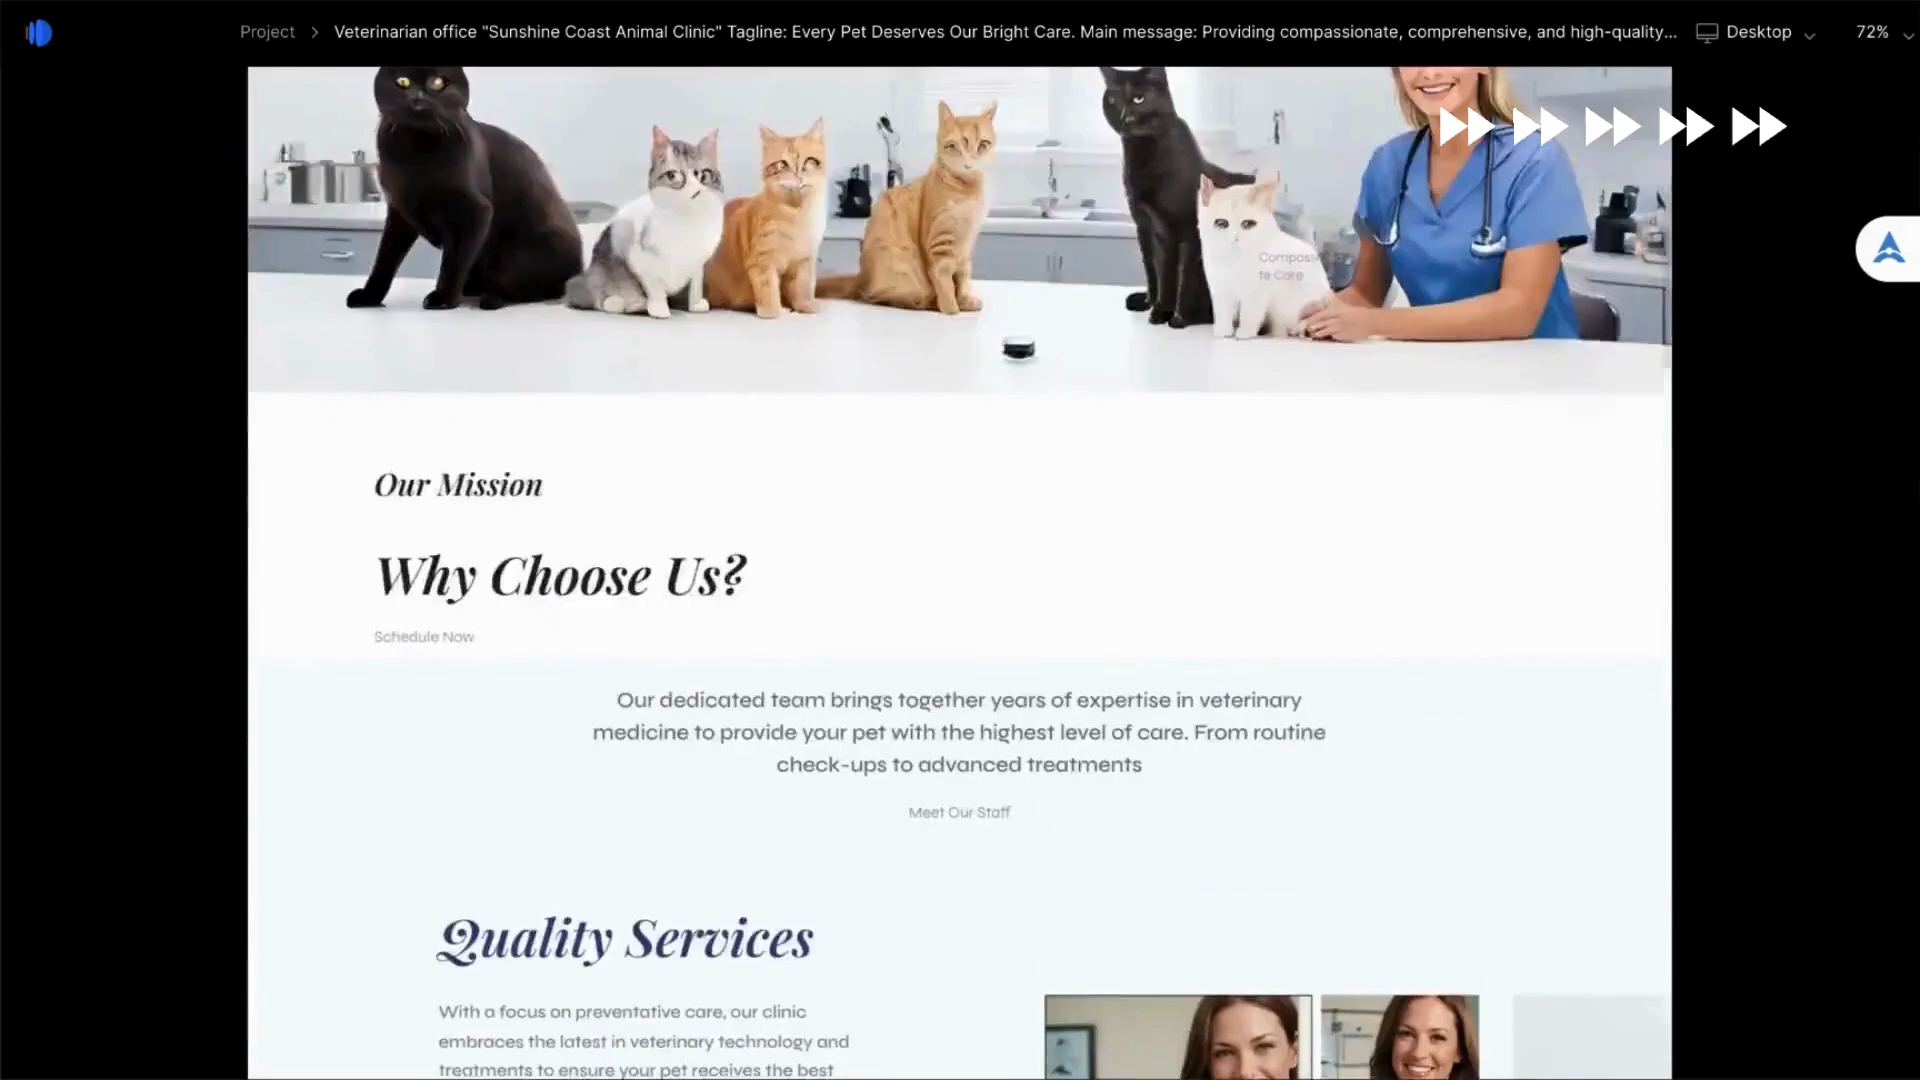 Project > Veterinarian office "Sunshine Coast Animal Clinic" Tagline: Every Pet Deserves Our Bright Care. Main message: Providing compassionate, comprehensive, and high-quality... Desktop 72%
te Care
Our Mission
Why Choose Us?
Schedule Now
Our dedicated team brings together years of expertise in veterinary
medicine to provide your pet with the highest level of care. From routine
check-ups to advanced treatments
Meet Our Staff
Quality Services
With a focus on preventative care, our clinic
embraces the latest in veterinary technology and
treatments to ensure your pet receives the best